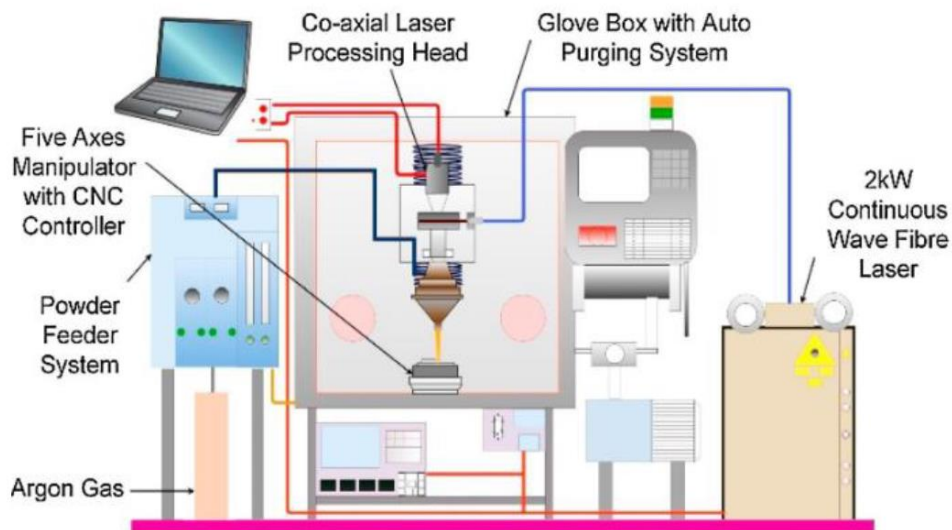 Co-axial Laser
Processing Head
Glove Box with Auto
Purging System
Five Axes
Manipulator
with CNC
Controller
2kW
Continuous
Wave Fibre
Laser
Powder
Feeder
System
Argon Gas